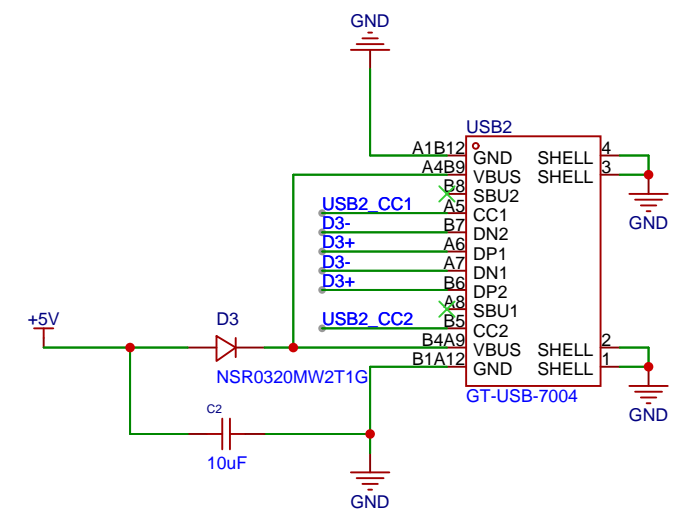 GND
USB2
A1B12 GND SHELL 4
A4B9 VBUS SHELL 3
B8 SBU2
USB2_CC1 A5 CC1
GND
D3- B7 DN2
D3+ A6 DP1
D3- A7 DN1
D3+ B6 DP2
A8 SBU1
+5V D3 USB2_CC2 B5 CC2
B4A9 VBUS SHELL 2
NSR0320MW2T1G B1A12 GND SHELL 1
GT-USB-7004
C2 GND
10uF
GND